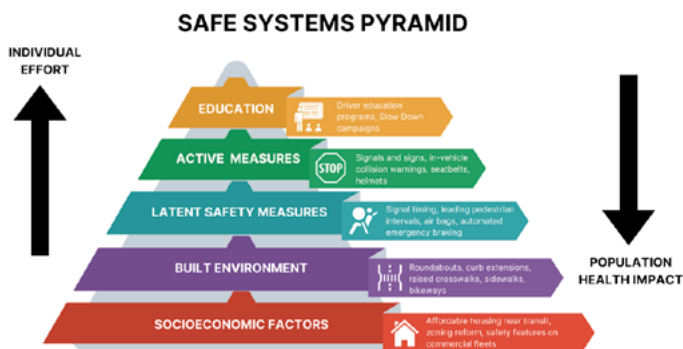 SAFE SYSTEMS PYRAMID
INDIVIDUAL
EFFORT
EDUCATION
Driver education
programs, Slow Down
campaigns
ACTIVE MEASURES
STOP
Signals and signs, in-vehicle
collision warnings, seatbelts,
helmets
LATENT SAFETY MEASURES
Signal timing, leading pedestrian
intervals, air bags, automated
emergency braking
BUILT ENVIRONMENT
Roundabouts, curb extensions,
raised crosswalks, sidewalks,
bikeways
POPULATION
HEALTH IMPACT
SOCIOECONOMIC FACTORS
Affordable housing near transit,
zoning reform, safety features on
commercial fleets